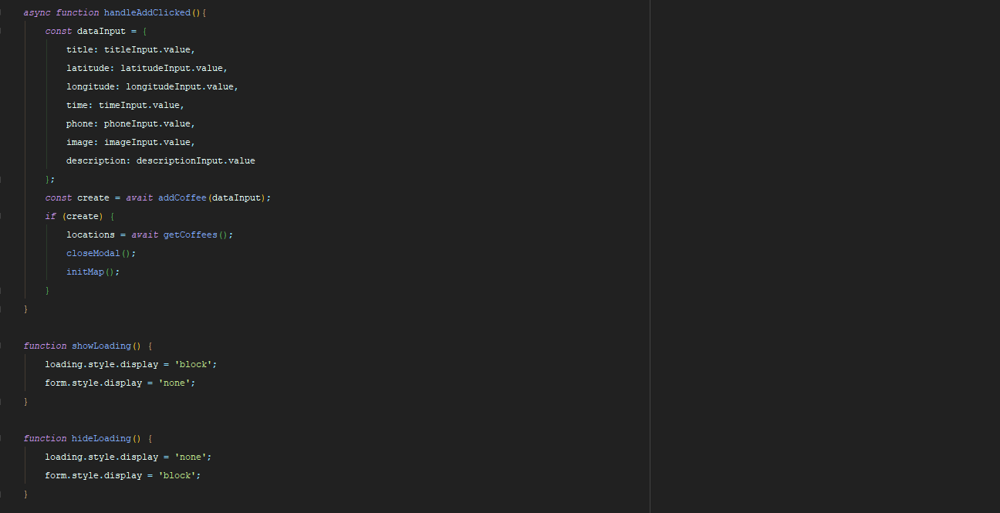 async function handleAddClicked(){
    const dataInput = {
        title: titleInput.value,
        latitude: latitudeInput.value,
        longitude: longitudeInput.value,
        time: timeInput.value,
        phone: phoneInput.value,
        image: imageInput.value,
        description: descriptionInput.value
    };
    const create = await addCoffee(dataInput);
    if (create) {
        locations = await getCoffees();
        closeModal();
        initMap();
    }
}

function showLoading() {
    loading.style.display = 'block';
    form.style.display = 'none';
}

function hideLoading() {
    loading.style.display = 'none';
    form.style.display = 'block';
}